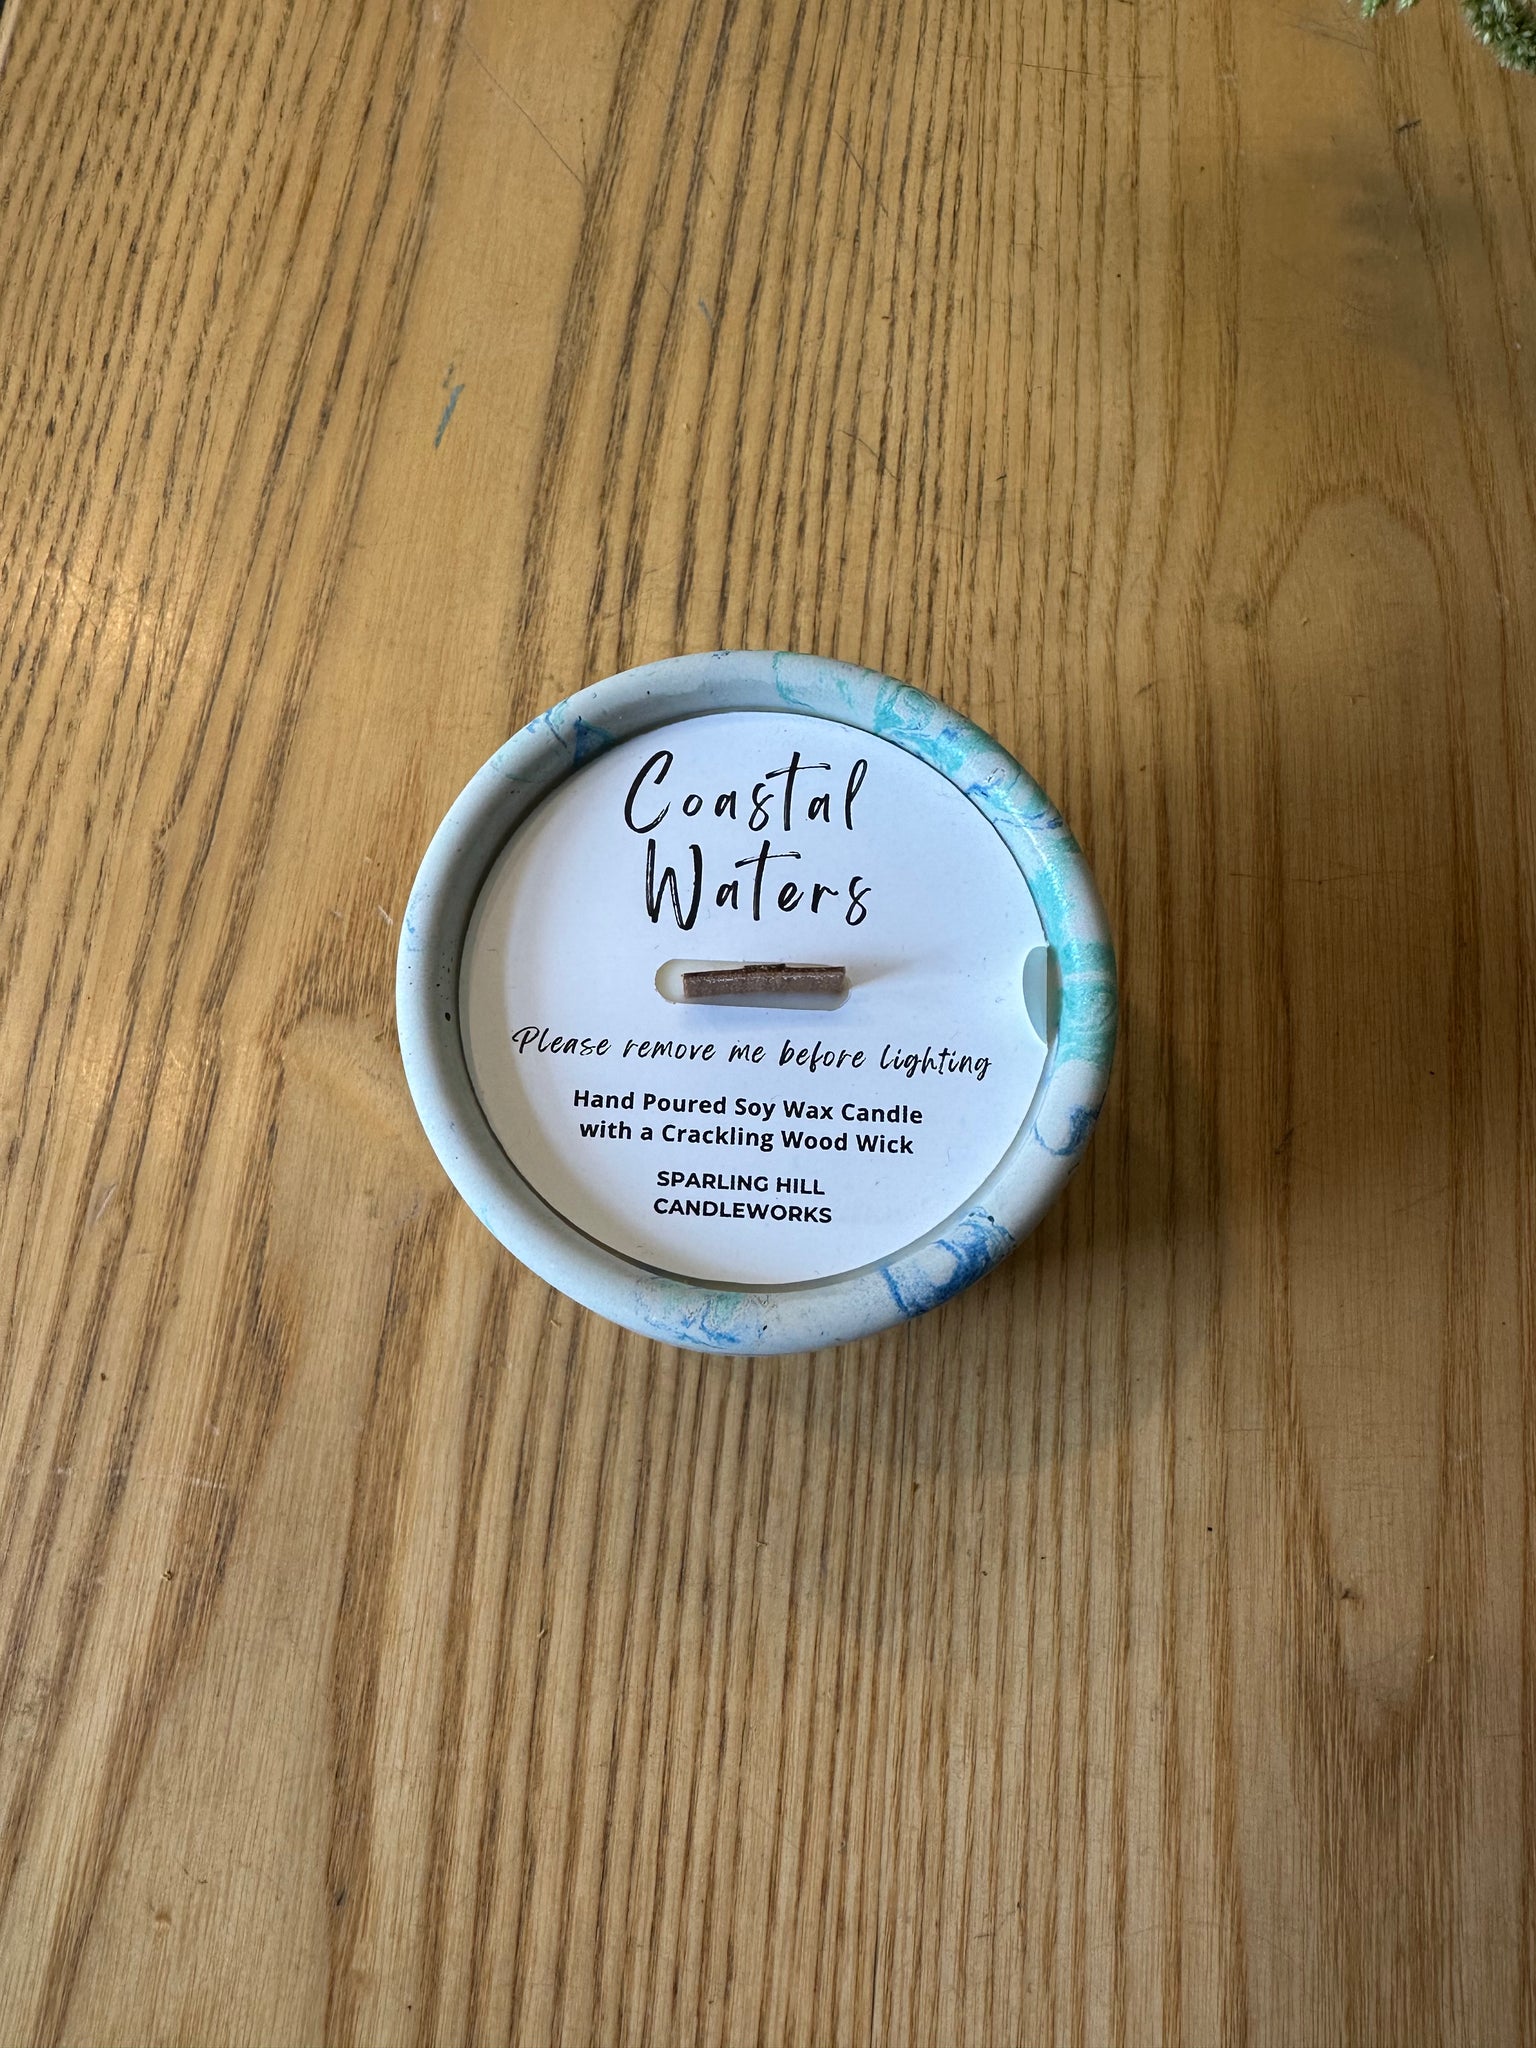 Coastal
Waters
Please remove me before lighting
Hand Poured Soy Wax Candle
with a Crackling Wood Wick
SPARLING HILL
CANDLEWORKS